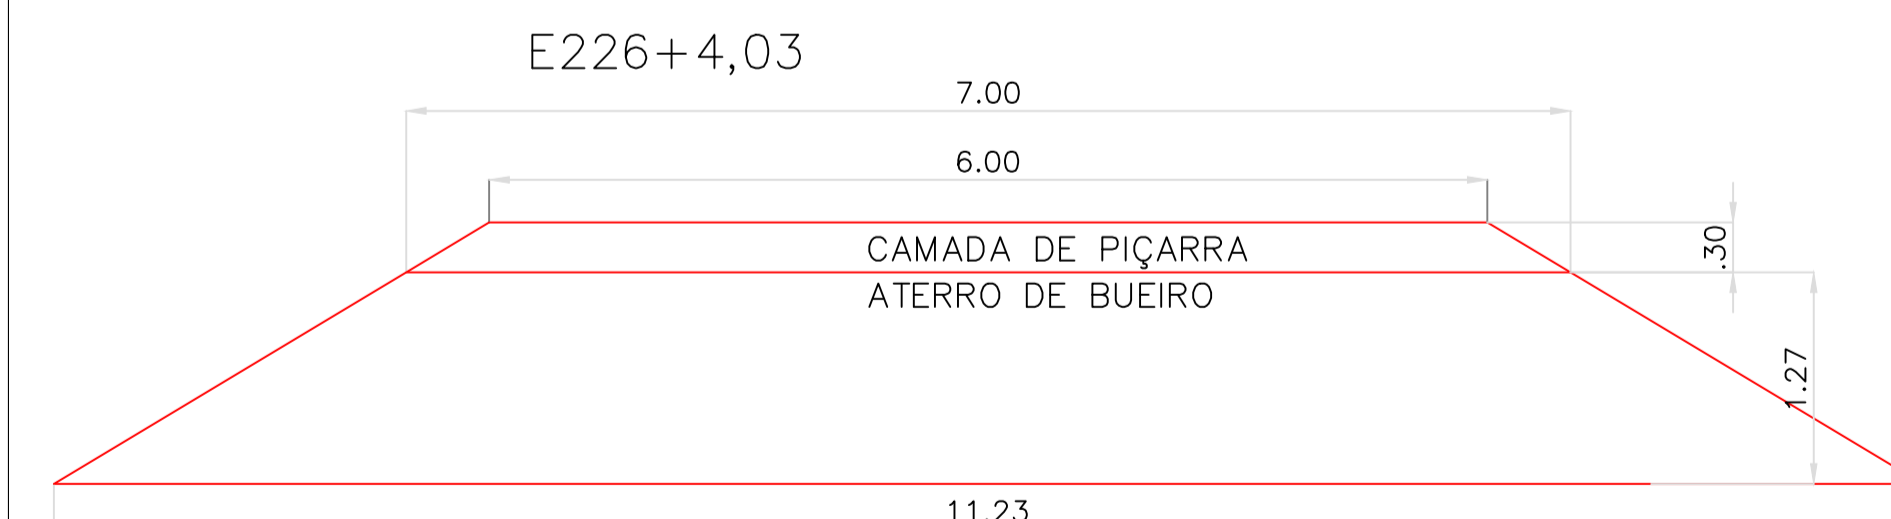 E226+4,03
7.00
6.00
CAMADA DE PIÇARRA
.30
ATERRO DE BUEIRO
1.27
11.23